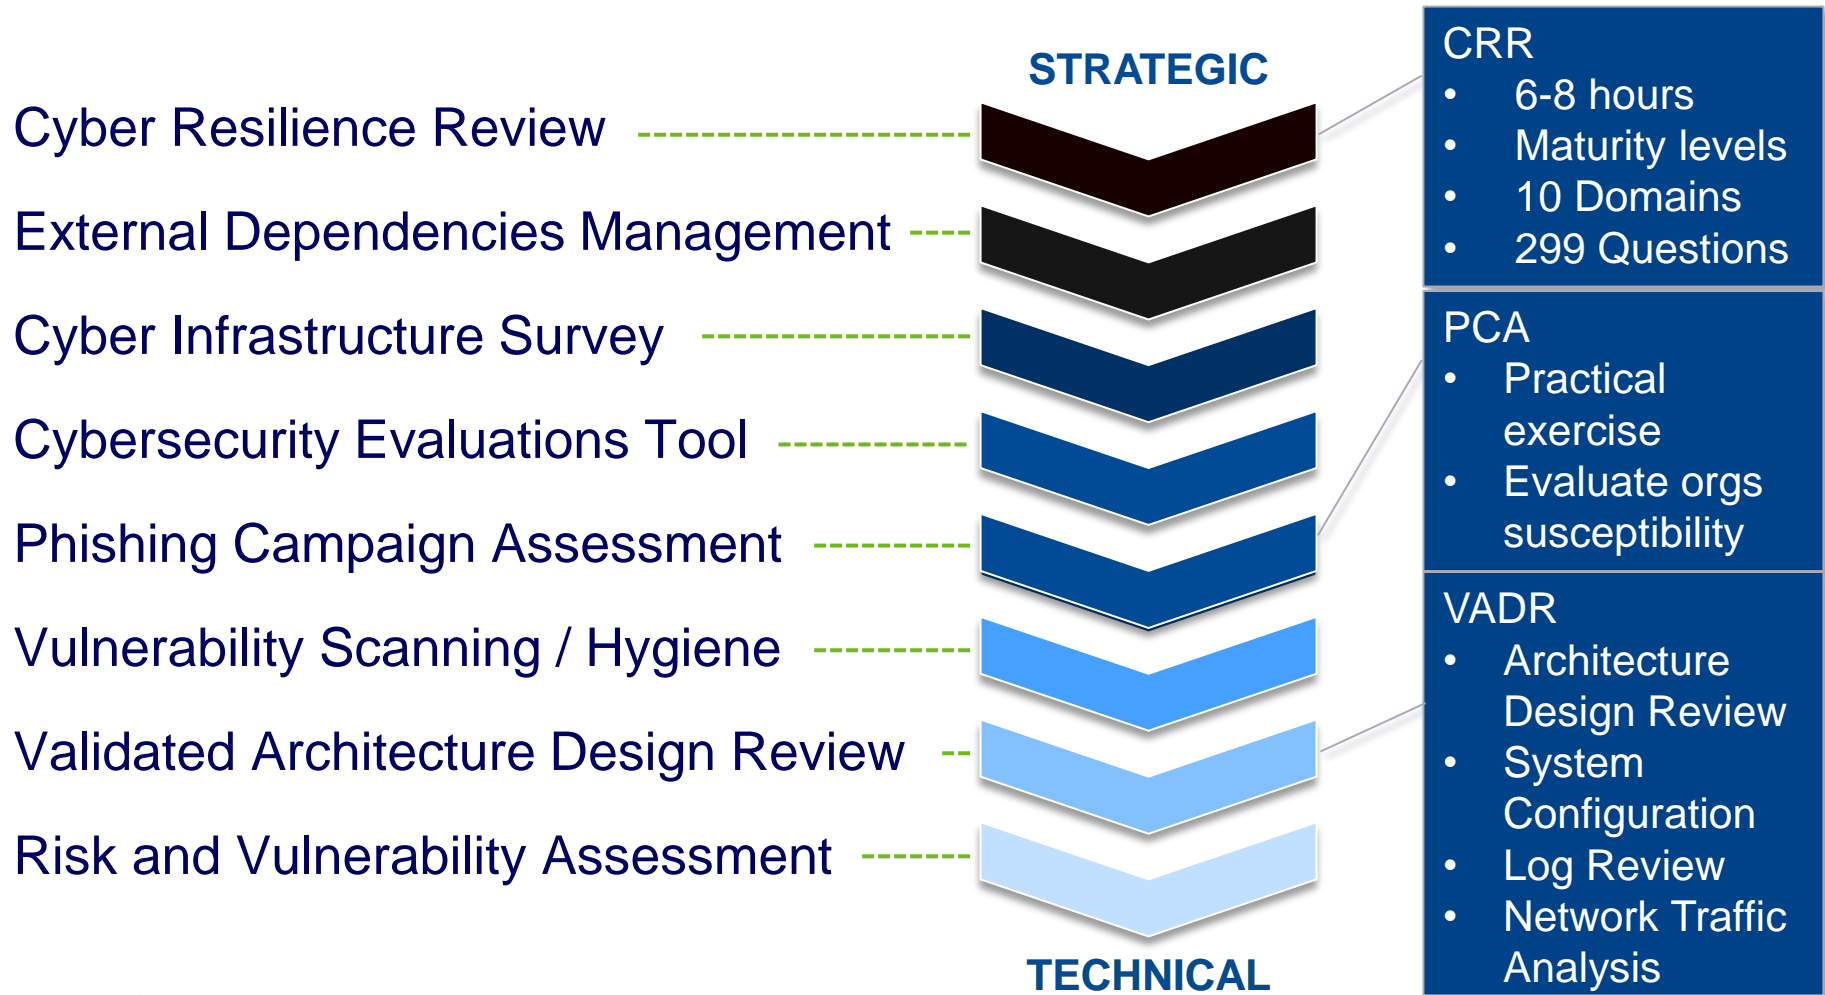 STRATEGIC
Cyber Resilience Review
External Dependencies Management
Cyber Infrastructure Survey
Cybersecurity Evaluations Tool
Phishing Campaign Assessment
Vulnerability Scanning / Hygiene
Validated Architecture Design Review
Risk and Vulnerability Assessment
TECHNICAL
CRR
• 6-8 hours
• Maturity levels
• 10 Domains
• 299 Questions
PCA
• Practical
exercise
• Evaluate orgs
susceptibility
VADR
• Architecture
Design Review
• System
Configuration
• Log Review
• Network Traffic
Analysis